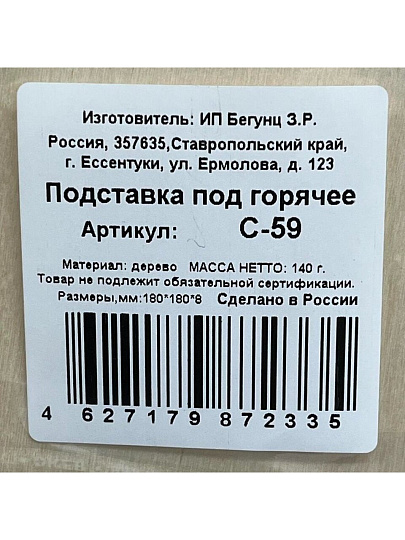 Изготовитель: ИП Бегунц З.Р.
Россия, 357635,Ставропольский край,
г. Ессентуки, ул. Ермолова, д. 123
Подставка под горячее
Артикул: С-59
Материал: дерево МАССА НЕТТО: 140 г.
Товар не подлежит обязательной сертификации.
Размеры,мм:180*180*8 Сделано в России
4 627179 872335